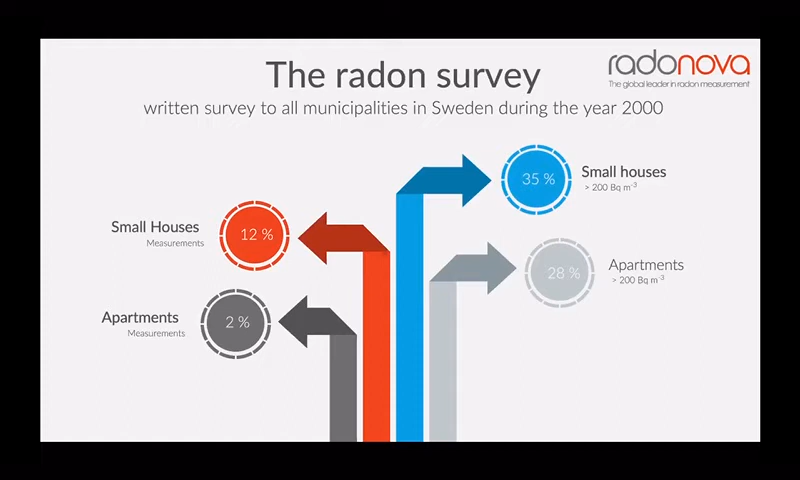 The radon survey
written survey to all municipalities in Sweden during the year 2000
radonova
The global leader in radon measurement
35 %
Small houses
> 200 Bq m⁻³
Small Houses
Measurements
12 %
28 %
Apartments
> 200 Bq m⁻³
Apartments
Measurements
2 %